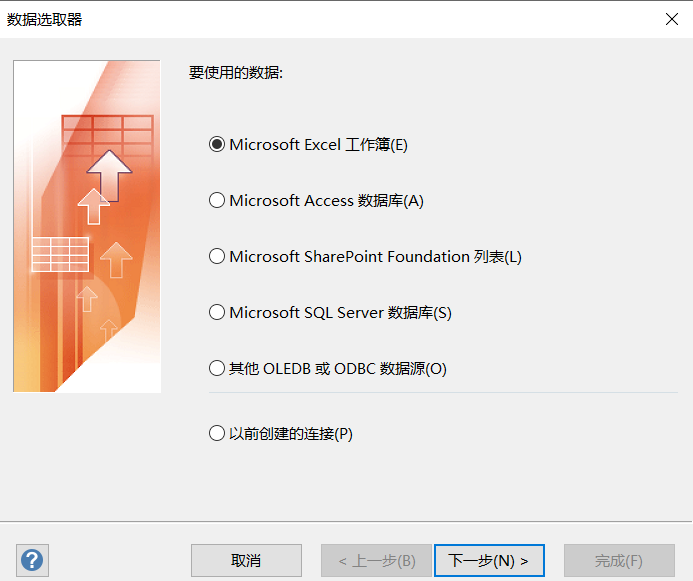 数据选取器
要使用的数据:
Microsoft Excel 工作簿(E)
Microsoft Access 数据库(A)
Microsoft SharePoint Foundation 列表(L)
Microsoft SQL Server 数据库(S)
其他 OLEDB 或 ODBC 数据源(O)
以前创建的连接(P)
? 取消 < 上一步(B) 下一步(N) > 完成(F)